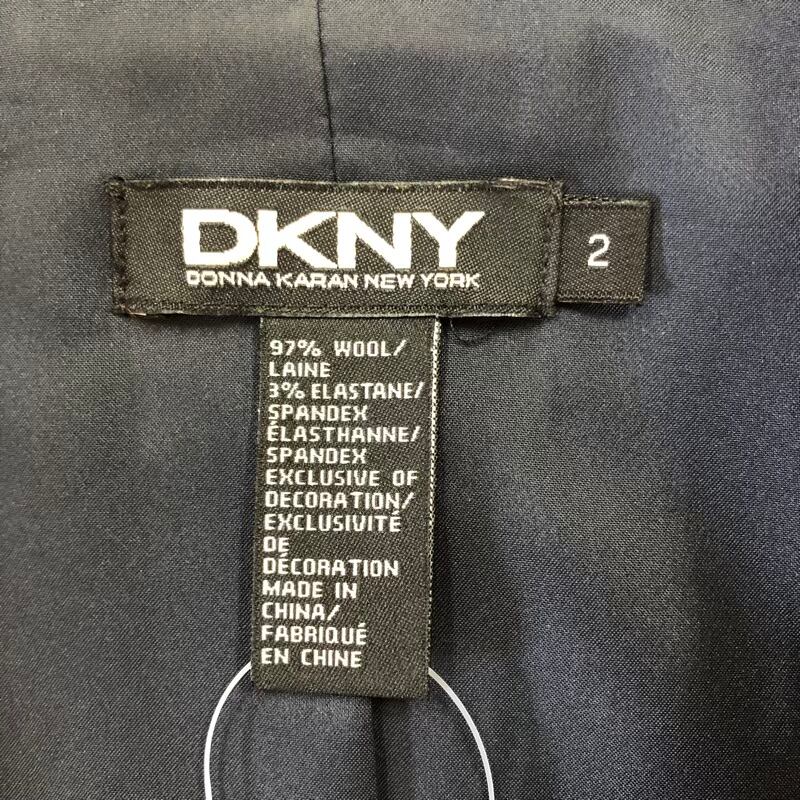 DKNY
DONNA KARAN NEW YORK
2
97% WOOL/
LAINE
3% ELASTANE/
SPANDEX
ÉLASTHANNE/
SPANDEX
EXCLUSIVE OF
DECORATION/
EXCLUSIVITÉ
DE
DÉCORATION
MADE IN
CHINA/
FABRIQUÉ
EN CHINE